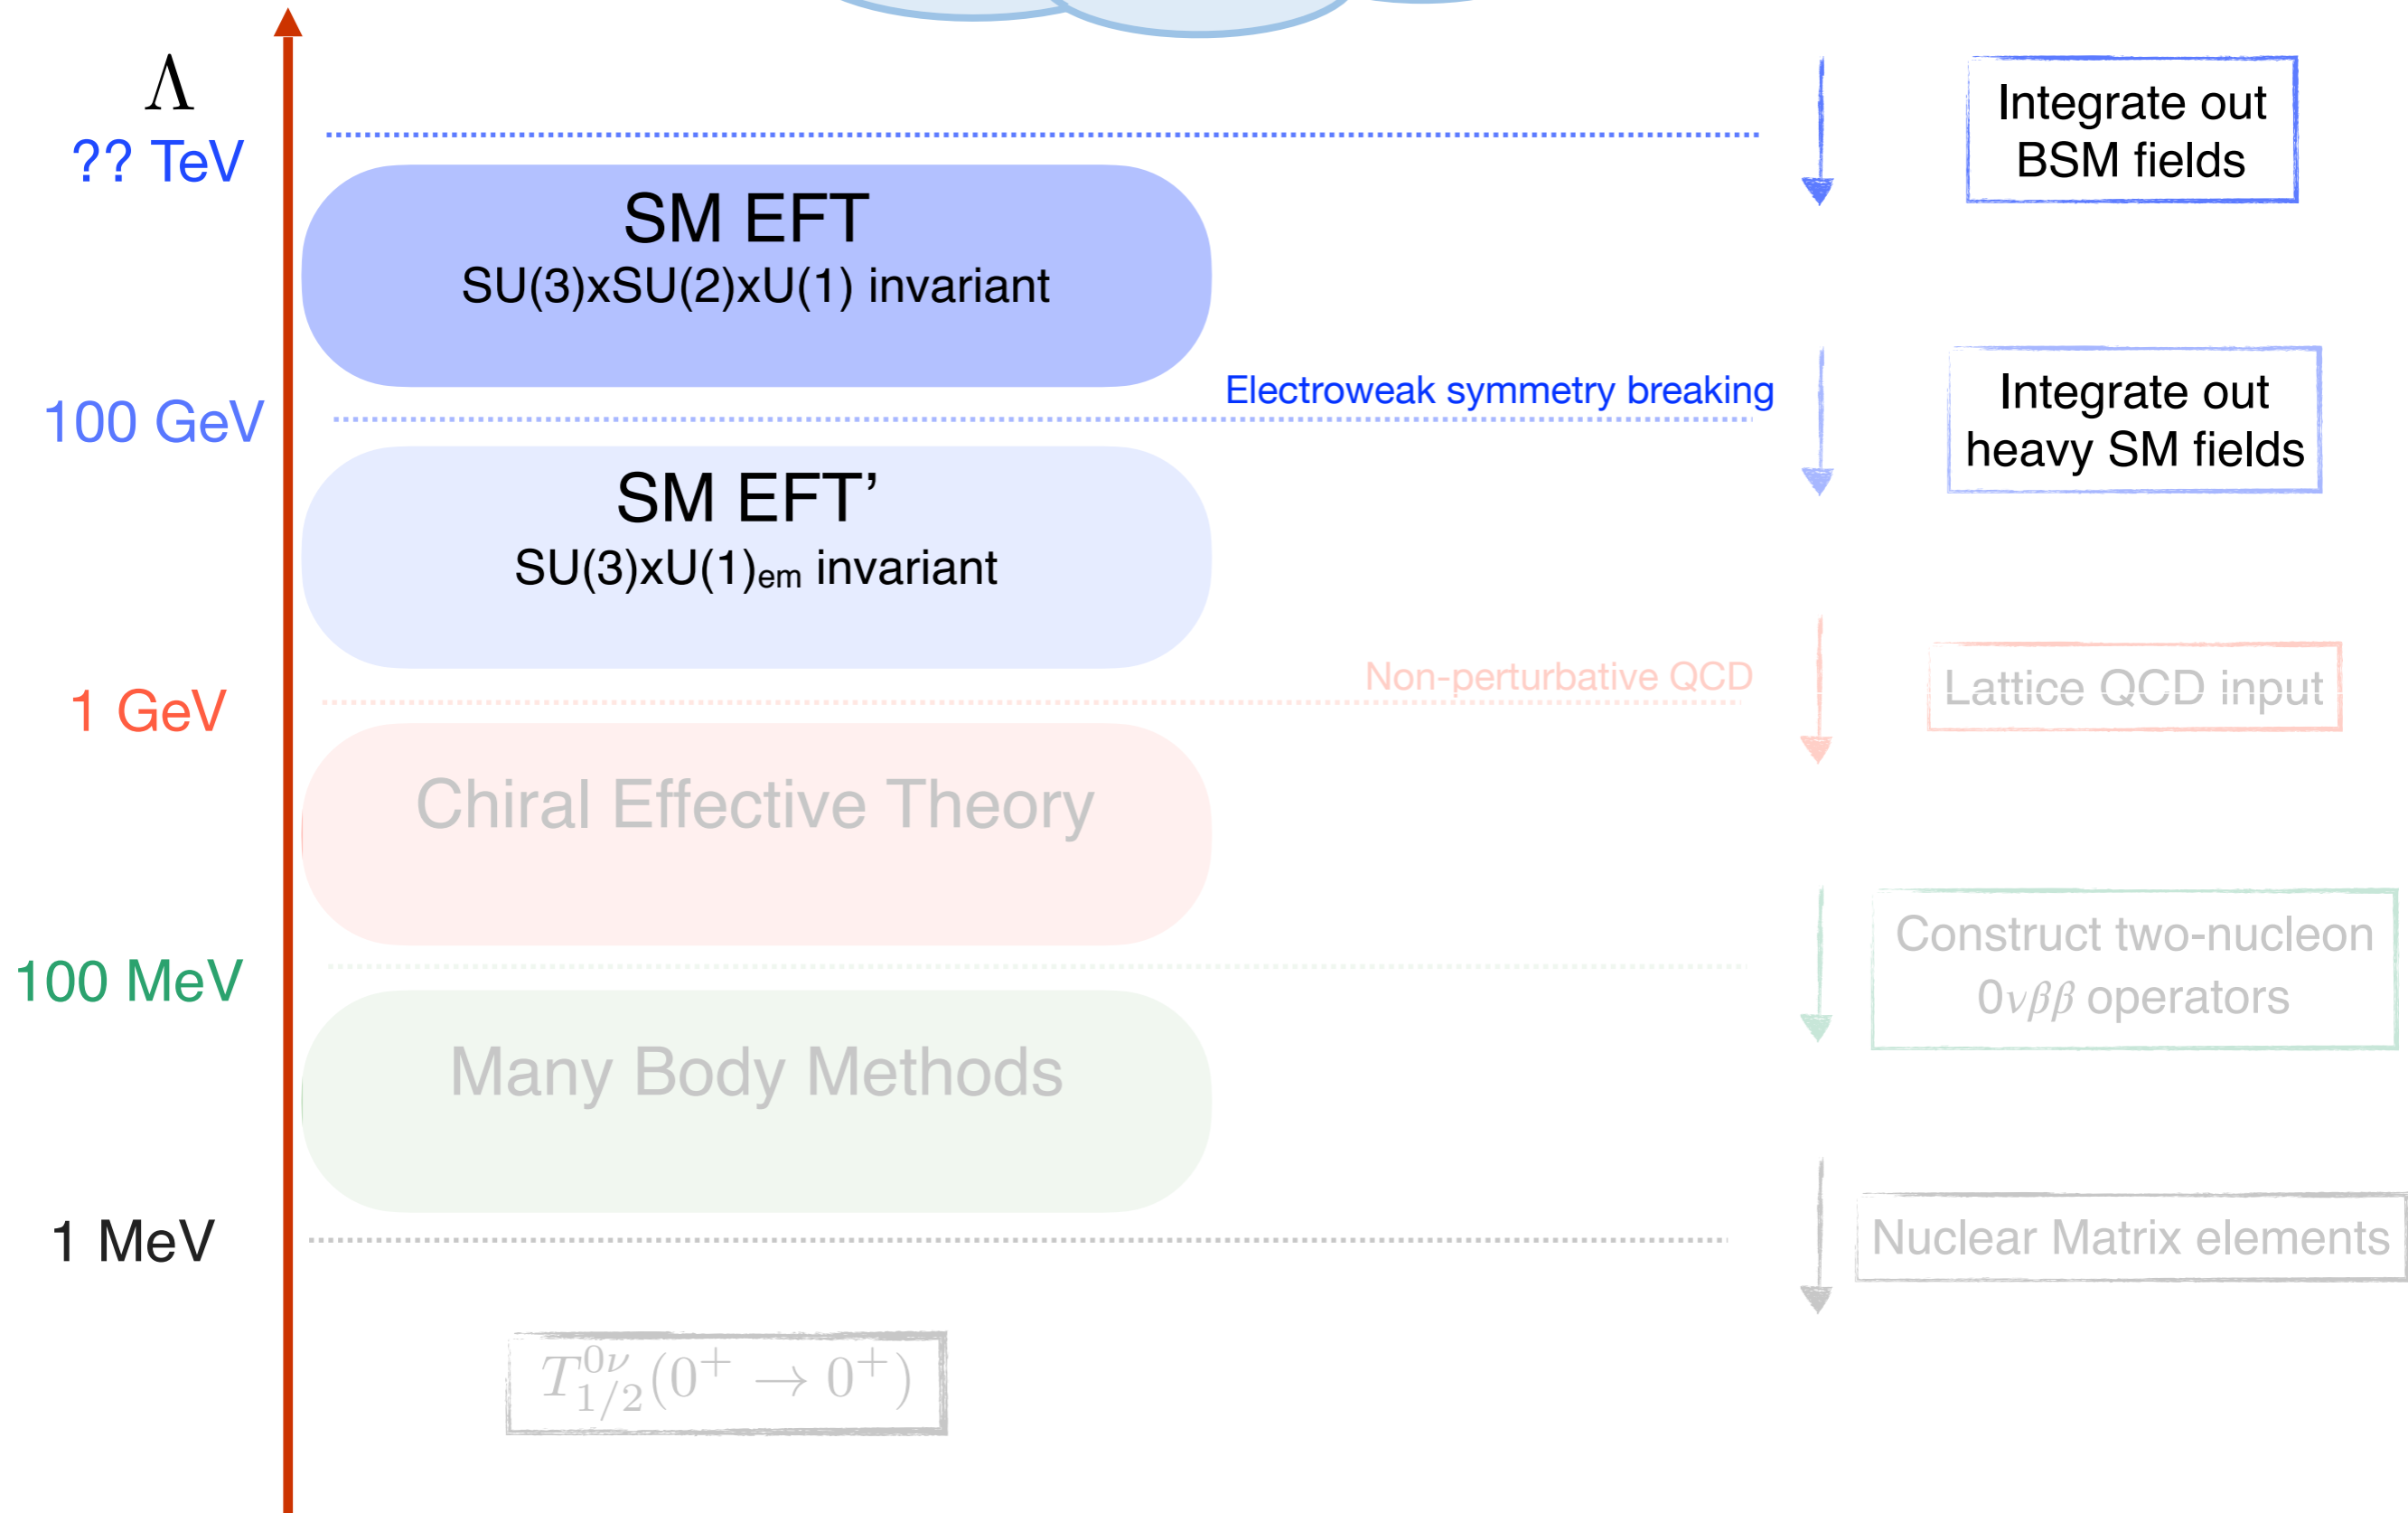 Λ
?? TeV
Integrate out
BSM fields
SM EFT
SU(3)xSU(2)xU(1) invariant
Electroweak symmetry breaking
100 GeV
Integrate out
heavy SM fields
SM EFT’
SU(3)xU(1)em invariant
Non-perturbative QCD
1 GeV
Lattice QCD input
Chiral Effective Theory
Construct two-nucleon
0νββ operators
100 MeV
Many Body Methods
1 MeV
Nuclear Matrix elements
T^{0ν}_{1/2}(0⁺ → 0⁺)